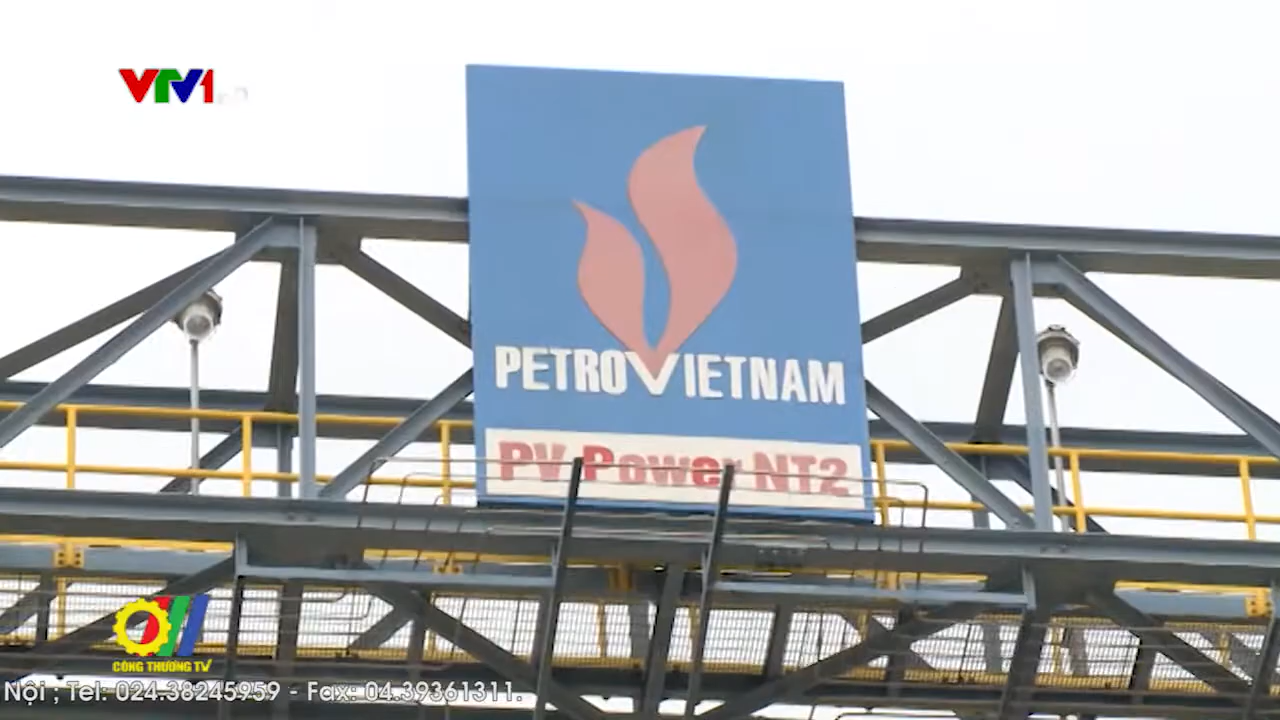 VTV1
PETROVIETNAM
PV Power NT2
CÔNG THƯƠNG TV
Nội ; Tel: 024.38245959 - Fax: 04.39361311.